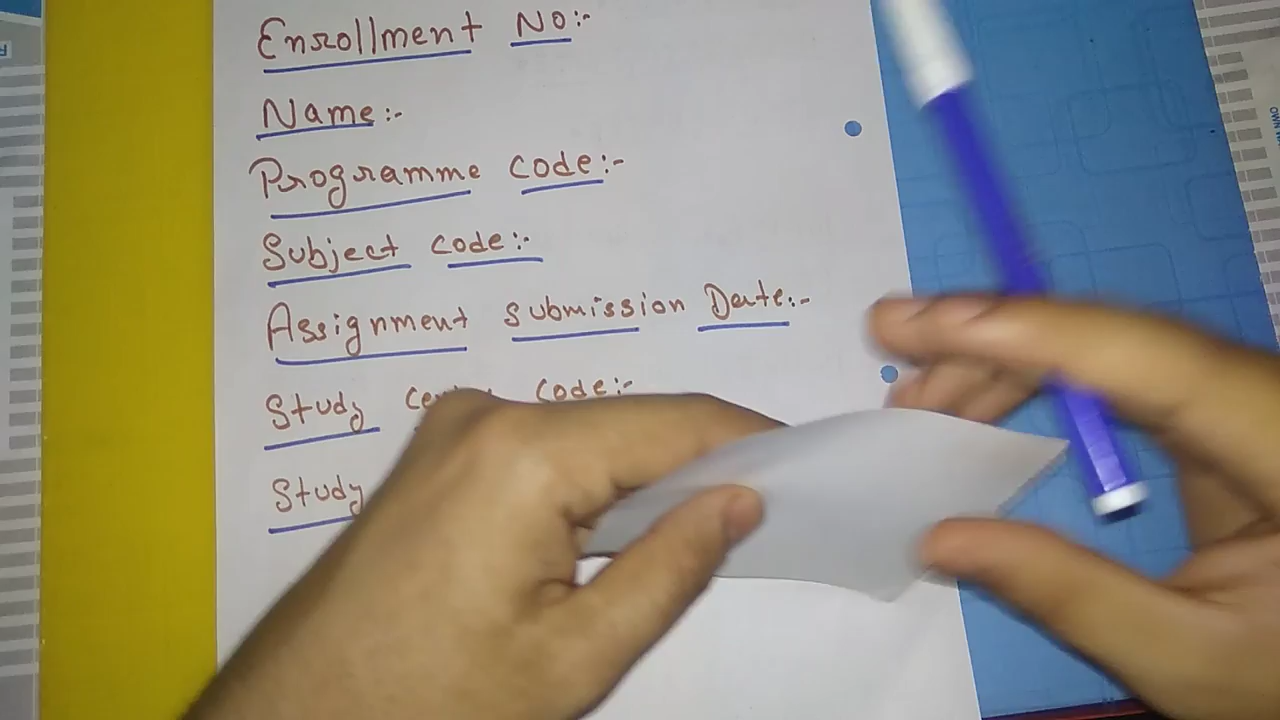 Enrollment No:-
Name:-
Programme code:-
Subject code:-
Assignment submission Date:-
Study code:-
Study